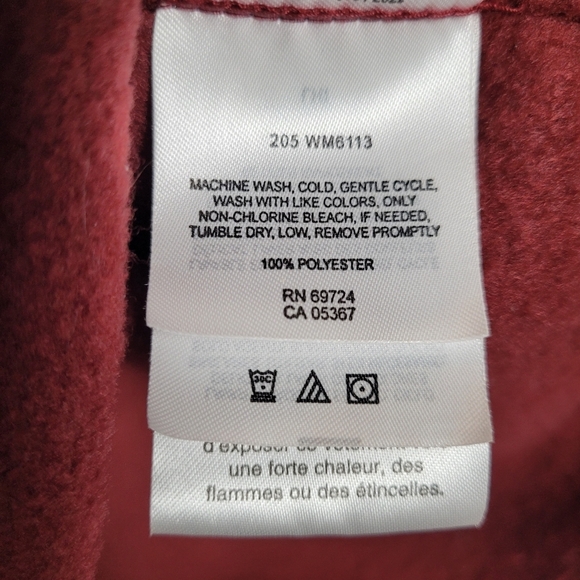 205 WM6113
MACHINE WASH, COLD, GENTLE CYCLE,
WASH WITH LIKE COLORS, ONLY
NON-CHLORINE BLEACH, IF NEEDED,
TUMBLE DRY, LOW, REMOVE PROMPTLY
100% POLYESTER
RN 69724
CA 05367
30C
une forte chaleur, des
flammes ou des étincelles.